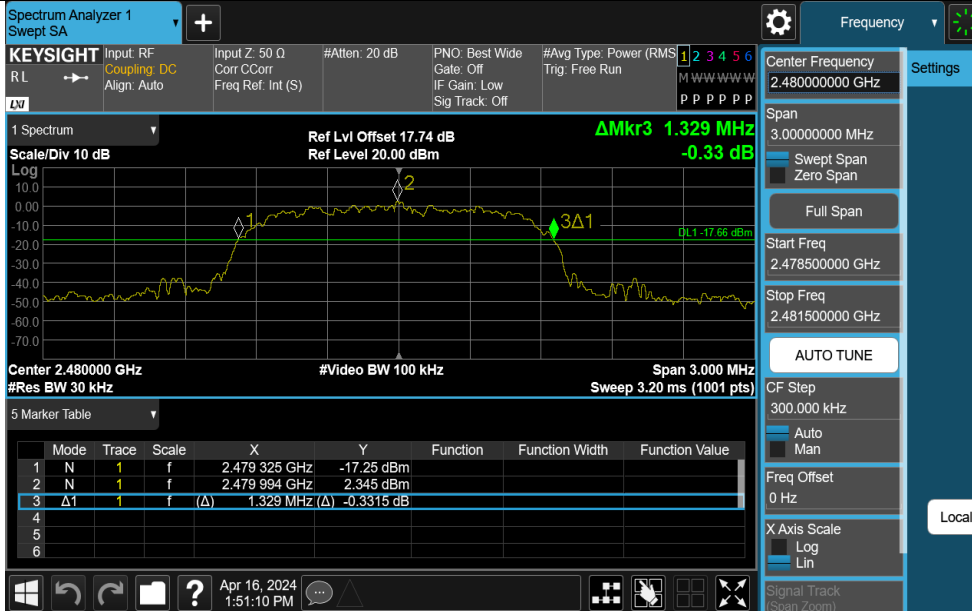 Spectrum Analyzer 1
Swept SA
+
Frequency
KEYSIGHT
RL
LXI
Input: RF
Coupling: DC
Align: Auto
Input Z: 50 Ω
Corr CCorr
Freq Ref: Int (S)
#Atten: 20 dB
PNO: Best Wide
Gate: Off
IF Gain: Low
Sig Track: Off
#Avg Type: Power (RMS
Trig: Free Run
1 2 3 4 5 6
M W W W W W
P P P P P P
1 Spectrum
Scale/Div 10 dB
Log
Ref Lvl Offset 17.74 dB
Ref Level 20.00 dBm
ΔMkr3 1.329 MHz
-0.33 dB
10.0
0.00
-10.0
-20.0
-30.0
-40.0
-50.0
-60.0
-70.0
1
2
3Δ1
DL1 -17.66 dBm
Center 2.480000 GHz
#Res BW 30 kHz
#Video BW 100 kHz
Span 3.000 MHz
Sweep 3.20 ms (1001 pts)
5 Marker Table
Mode Trace Scale X Y Function Function Width Function Value
1 N 1 f 2.479 325 GHz -17.25 dBm
2 N 1 f 2.479 994 GHz 2.345 dBm
3 Δ1 1 f (Δ) 1.329 MHz (Δ) -0.3315 dB
4
5
6
?
Apr 16, 2024
1:51:10 PM
Center Frequency
2.480000000 GHz
Span
3.00000000 MHz
Swept Span
Zero Span
Full Span
Start Freq
2.478500000 GHz
Stop Freq
2.481500000 GHz
AUTO TUNE
CF Step
300.000 kHz
Auto
Man
Freq Offset
0 Hz
X Axis Scale
Log
Lin
Signal Track
(Span Zoom)
Settings
Local